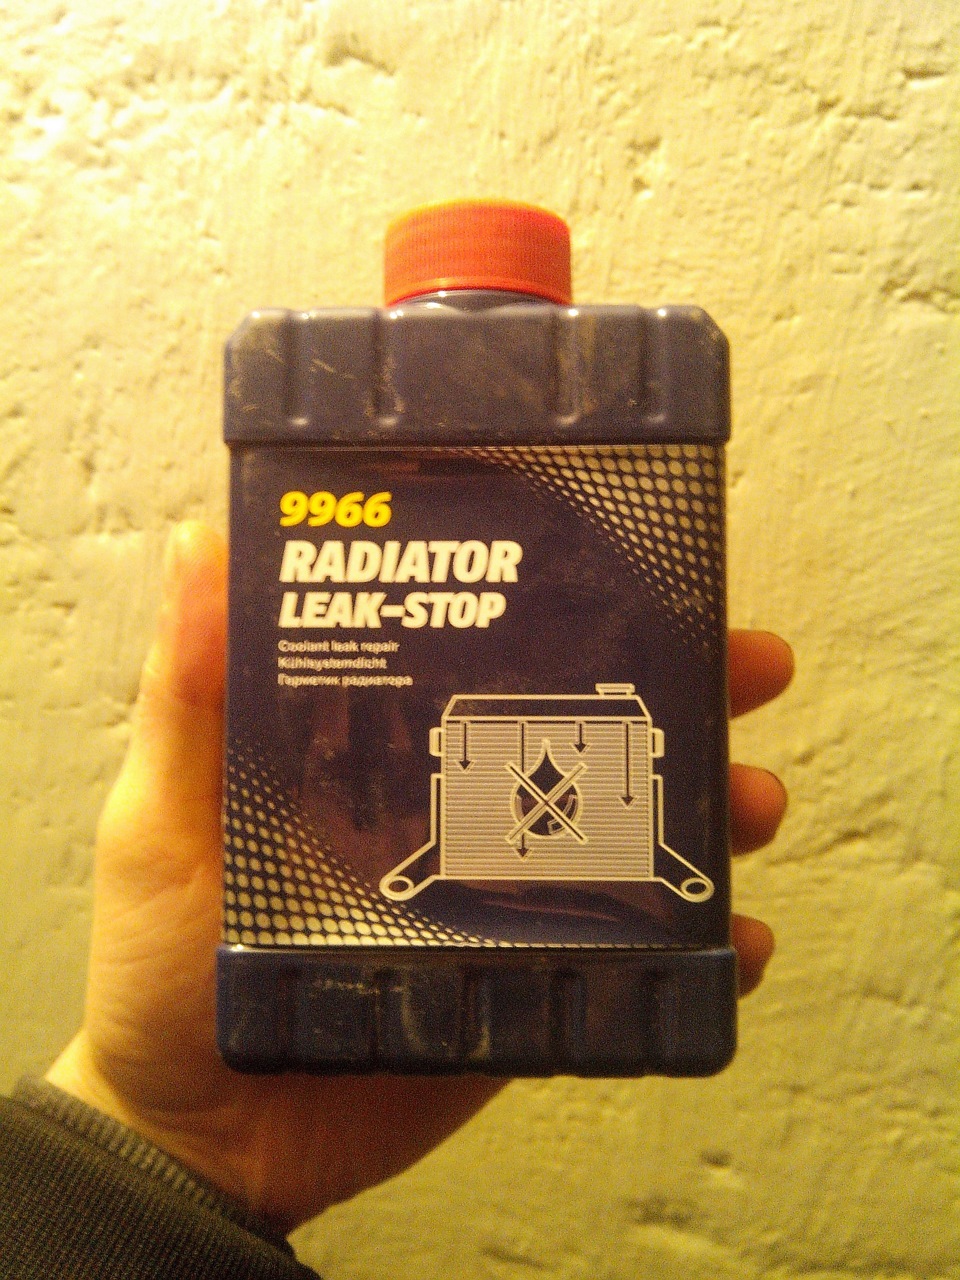 9966
RADIATOR
LEAK-STOP
Coolant leak repair
Kühlsystemdicht
Герметик радиатора